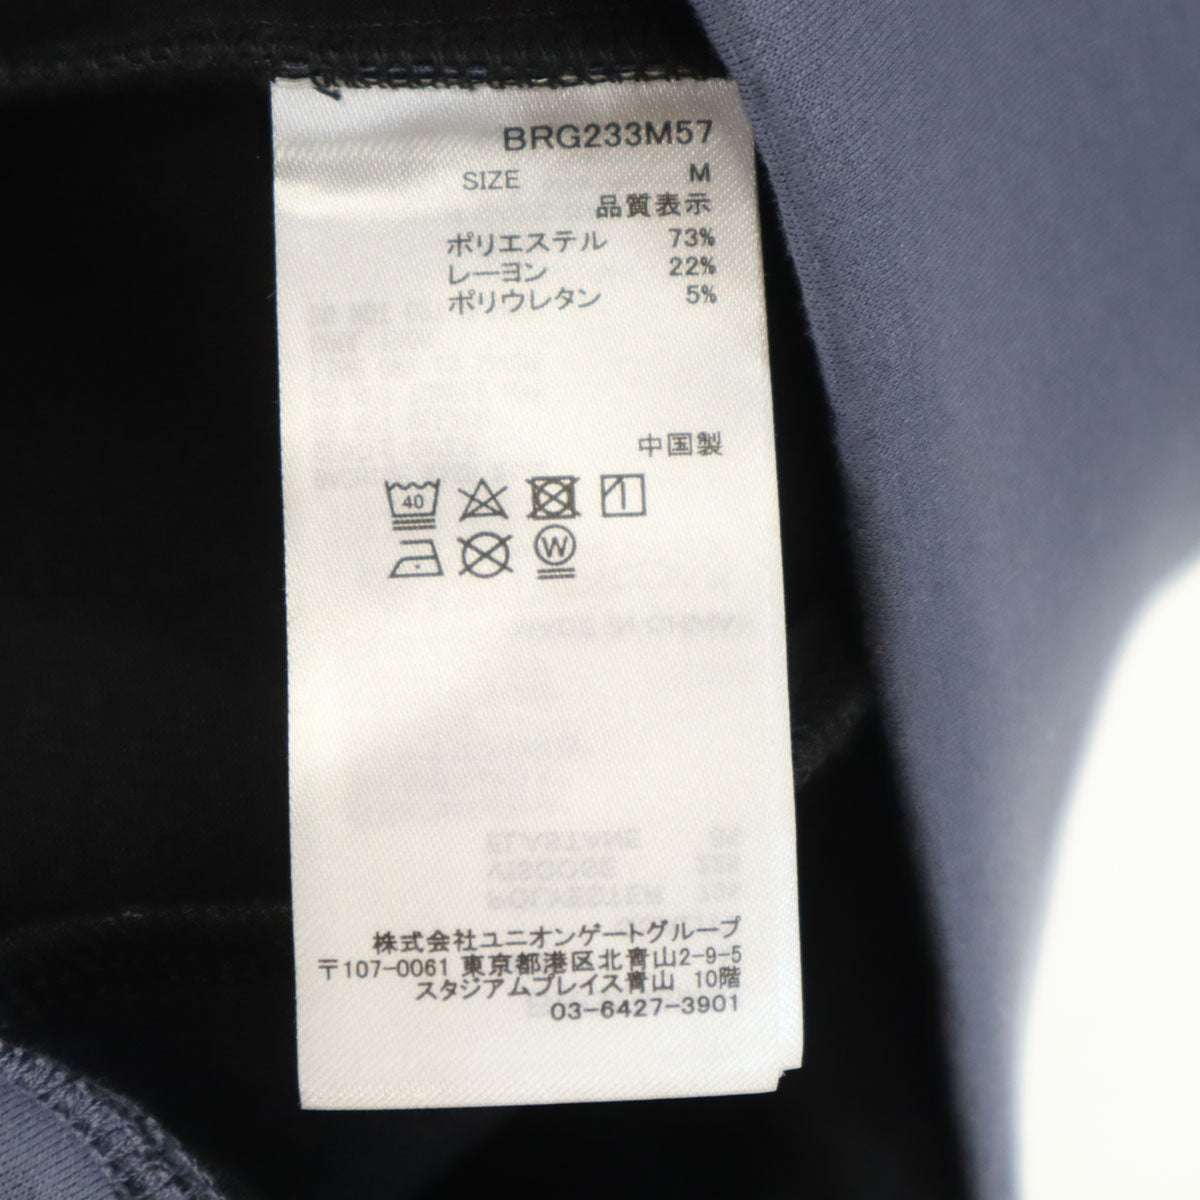 BRG233M57
SIZE M
品質表示
ポリエステル 73%
レーヨン 22%
ポリウレタン 5%
中国製
40
W
株式会社ユニオンゲートグループ
〒107-0061 東京都港区北青山2-9-5
スタジアムプレイス青山 10階
03-6427-3901